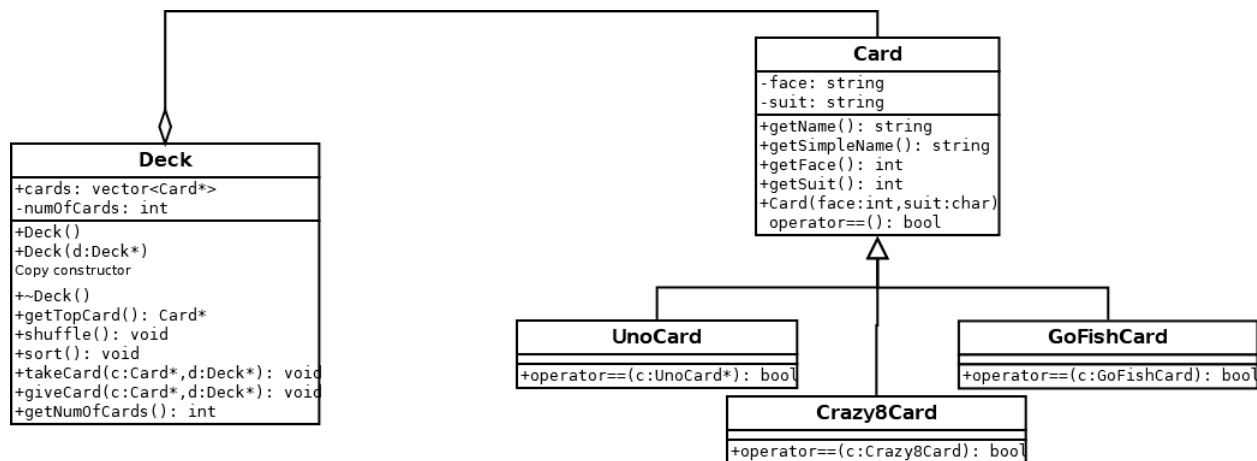 Card
-face: string
-suit: string
+getName(): string
+getSimpleName(): string
+getFace(): int
+getSuit(): int
+Card(face:int,suit:char)
operator==(): bool
Deck
+cards: vector<Card*>
-numOfCards: int
+Deck()
+Deck(d:Deck*)
Copy constructor
+~Deck()
+getTopCard(): Card*
+shuffle(): void
+sort(): void
+takeCard(c:Card*,d:Deck*): void
+giveCard(c:Card*,d:Deck*): void
+getNumOfCards(): int
UnoCard
+operator==(c:UnoCard*): bool
GoFishCard
+operator==(c:GoFishCard): bool
Crazy8Card
+operator==(c:Crazy8Card): bool